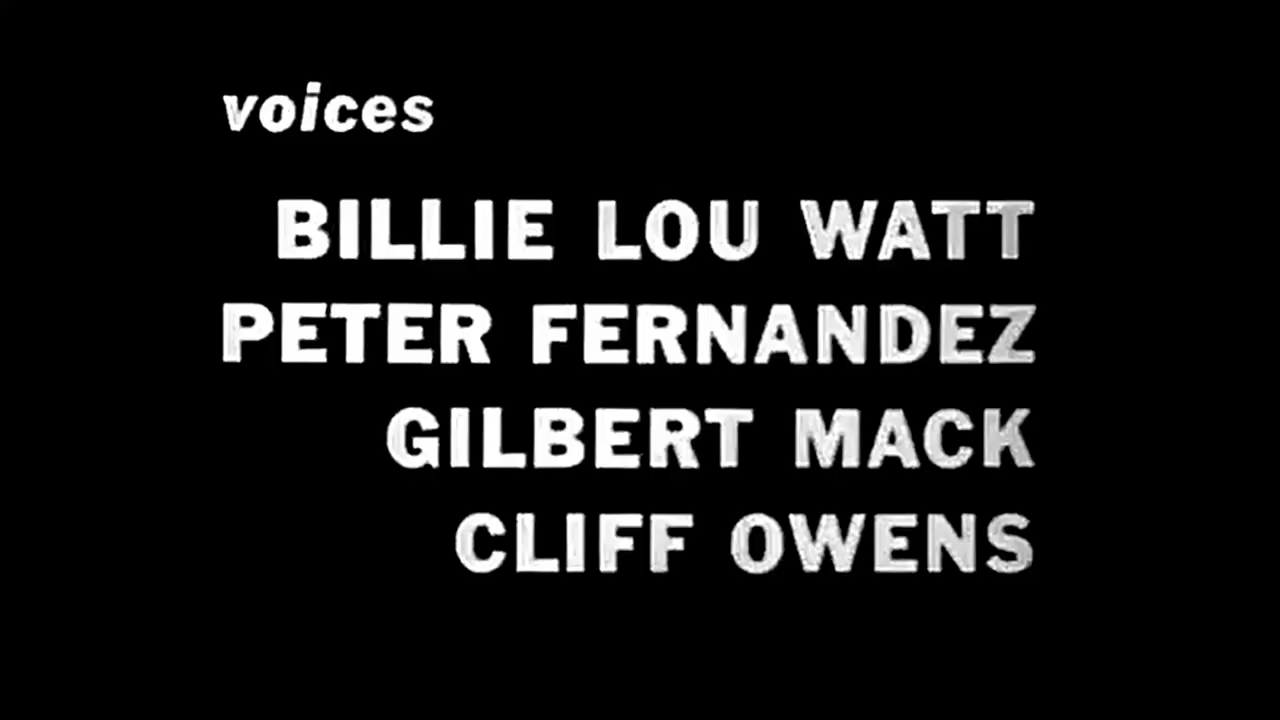 voices
BILLIE LOU WATT
PETER FERNANDEZ
GILBERT MACK
CLIFF OWENS